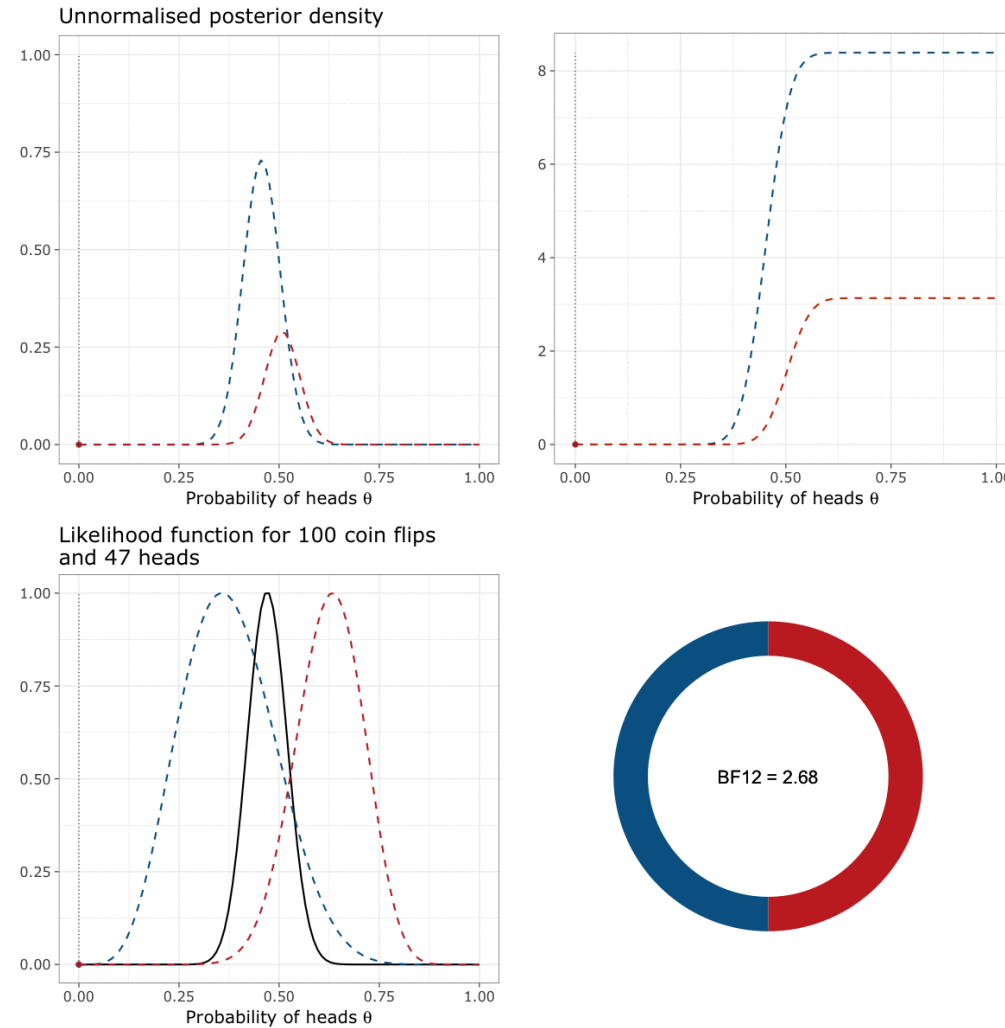 Unnormalised posterior density
1.00
0.75
0.50
0.25
0.00
0.00 0.25 0.50 0.75 1.00
Probability of heads θ
8
6
4
2
0
0.00 0.25 0.50 0.75 1.00
Probability of heads θ
Likelihood function for 100 coin flips
and 47 heads
1.00
0.75
0.50
0.25
0.00
0.00 0.25 0.50 0.75 1.00
Probability of heads θ
BF12 = 2.68